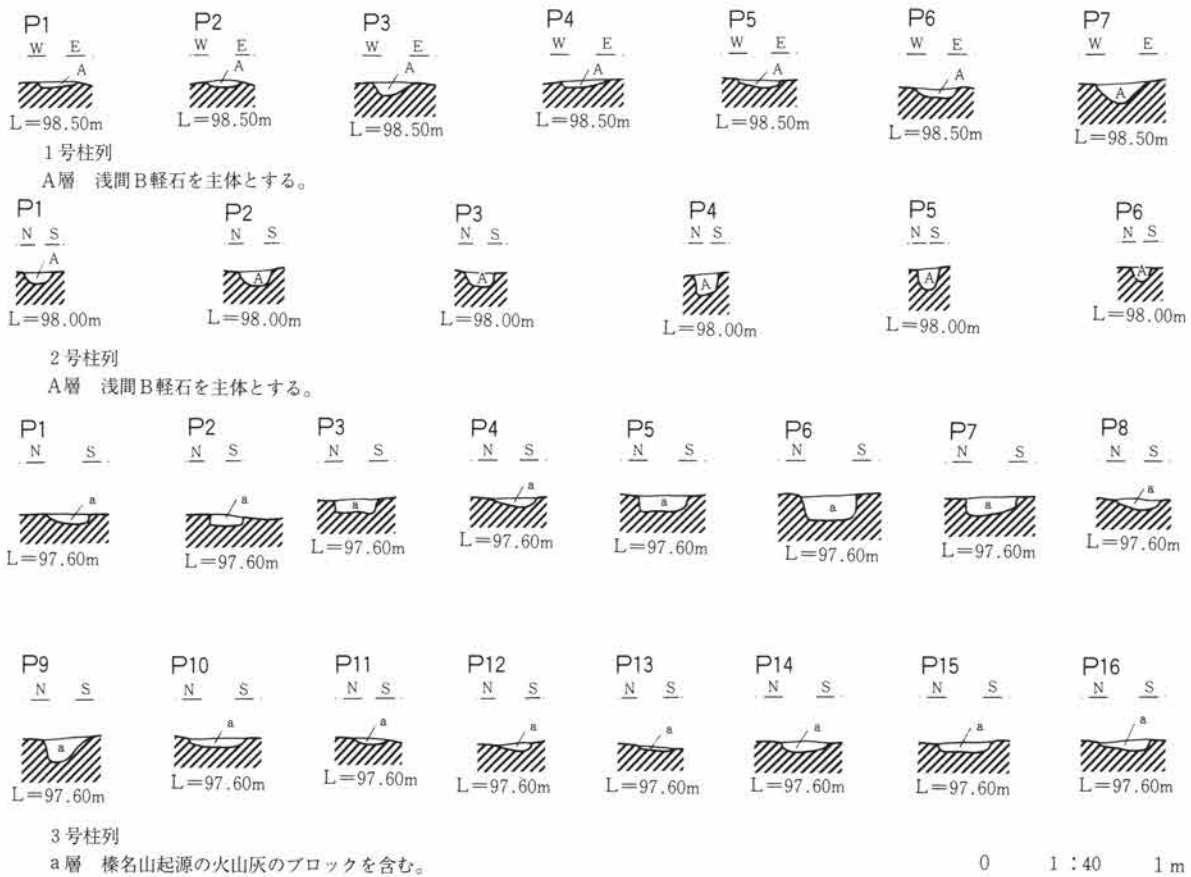 P1 P2 P3 P4 P5 P6 P7
W E W E W E W E W E W E W E
A A A A A A A
L=98.50m L=98.50m L=98.50m L=98.50m L=98.50m L=98.50m L=98.50m
1号柱列
A層 浅間B軽石を主体とする。
P1 P2 P3 P4 P5 P6
N S N S N S N S N S N S
A A A A A A
L=98.00m L=98.00m L=98.00m L=98.00m L=98.00m L=98.00m
2号柱列
A層 浅間B軽石を主体とする。
P1 P2 P3 P4 P5 P6 P7 P8
N S N S N S N S N S N S N S N S
a a a a a a a a
L=97.60m L=97.60m L=97.60m L=97.60m L=97.60m L=97.60m L=97.60m L=97.60m
P9 P10 P11 P12 P13 P14 P15 P16
N S N S N S N S N S N S N S N S
a a a a a a a a
L=97.60m L=97.60m L=97.60m L=97.60m L=97.60m L=97.60m L=97.60m L=97.60m
3号柱列
a層 榛名山起源の火山灰のブロックを含む。
0 1:40 1m